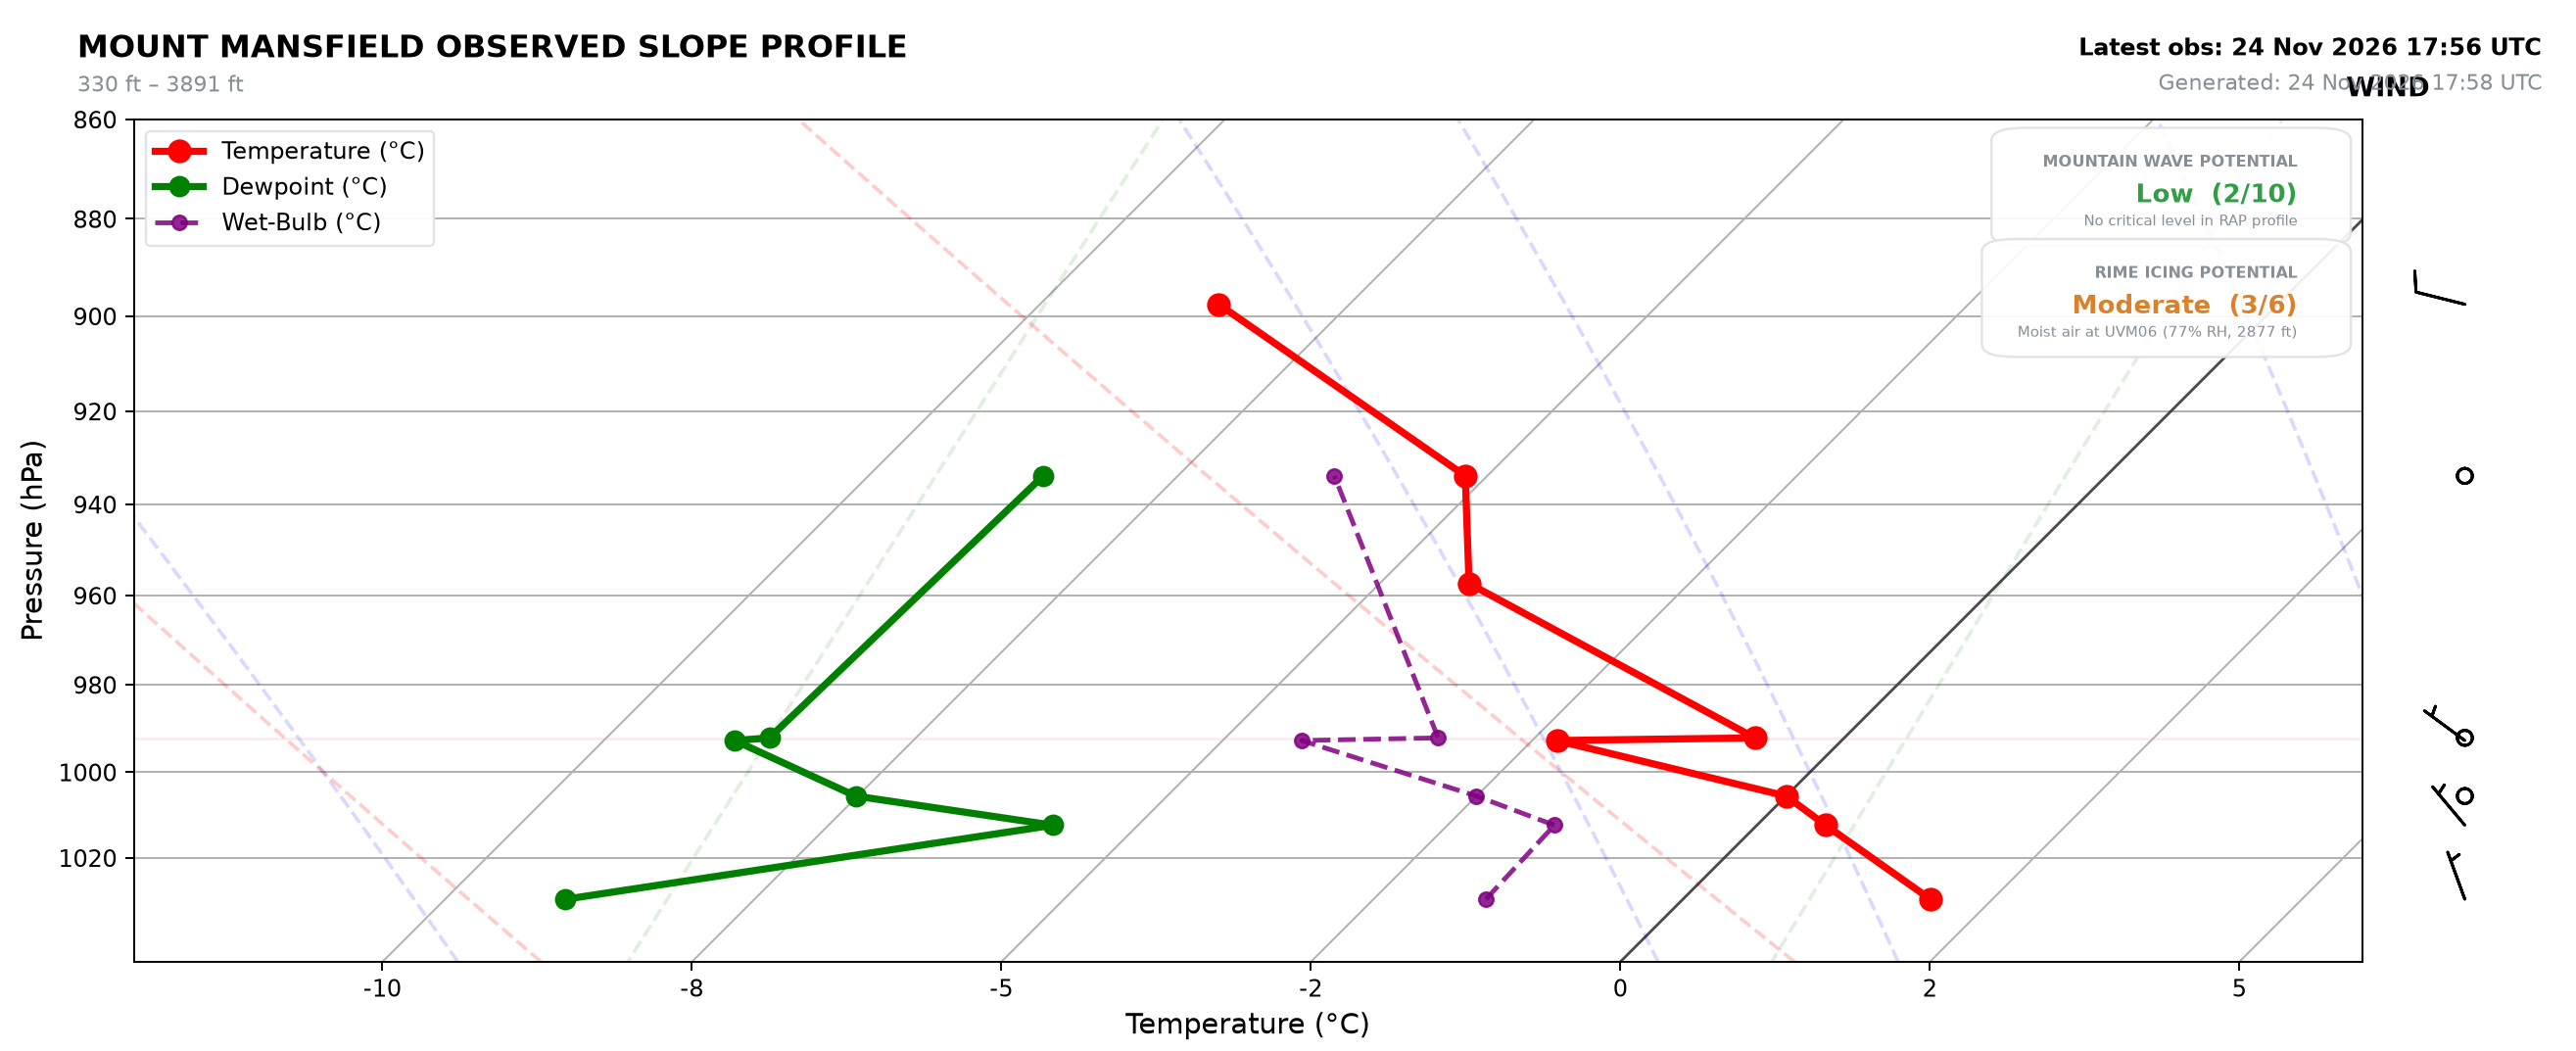 MOUNT MANSFIELD OBSERVED SLOPE PROFILE
330 ft – 3891 ft
Latest obs: 24 Nov 2026 17:56 UTC
Generated: 24 Nov 2026 17:58 UTC
WIND
Temperature (°C)
Dewpoint (°C)
Wet-Bulb (°C)
MOUNTAIN WAVE POTENTIAL
Low (2/10)
No critical level in RAP profile
RIME ICING POTENTIAL
Moderate (3/6)
Moist air at UVM06 (77% RH, 2877 ft)
Pressure (hPa)
860
880
900
920
940
960
980
1000
1020
-10 -8 -5 -2 0 2 5
Temperature (°C)